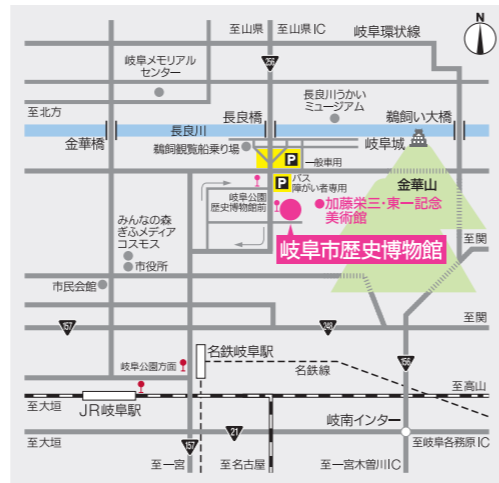 N
至山県
至山県IC
岐阜環状線
256
岐阜メモリアル
センター
長良川うかい
ミュージアム
至北方
長良橋
鵜飼い大橋
長良川
金華橋
鵜飼観覧船乗り場
岐阜城
P
一般車用
P
バス
障がい者専用
金華山
岐阜公園
歴史博物館前
加藤栄三・東一記念
美術館
みんなの森
ぎふメディア
コスモス
市役所
岐阜市歴史博物館
至関
市民会館
157
248
至関
名鉄岐阜駅
156
岐阜公園方面
名鉄線
至高山
至大垣
JR岐阜駅
岐南インター
21
至大垣
157
至岐阜各務原IC
至一宮
至名古屋
至一宮木曽川IC